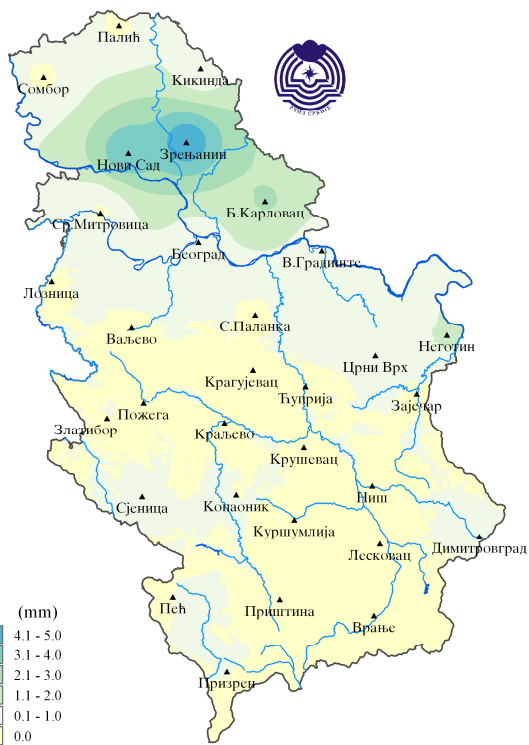 Палић
Сомбор
Кикинда
РХМЗ СРБИЈЕ
Нови Сад
Зрењанин
Б.Карловац
Ср.Митровица
Београд
В.Градиште
Лозница
С.Паланка
Ваљево
Неготин
Црни Врх
Крагујевац
Ћуприја
Зајечар
Пожега
Златибор
Краљево
Крушевац
Ниш
Сјеница
Копаоник
Куршумлија
Димитровград
Лесковац
Пећ
Приштина
Врање
Призрен
(mm)
4.1 - 5.0
3.1 - 4.0
2.1 - 3.0
1.1 - 2.0
0.1 - 1.0
0.0